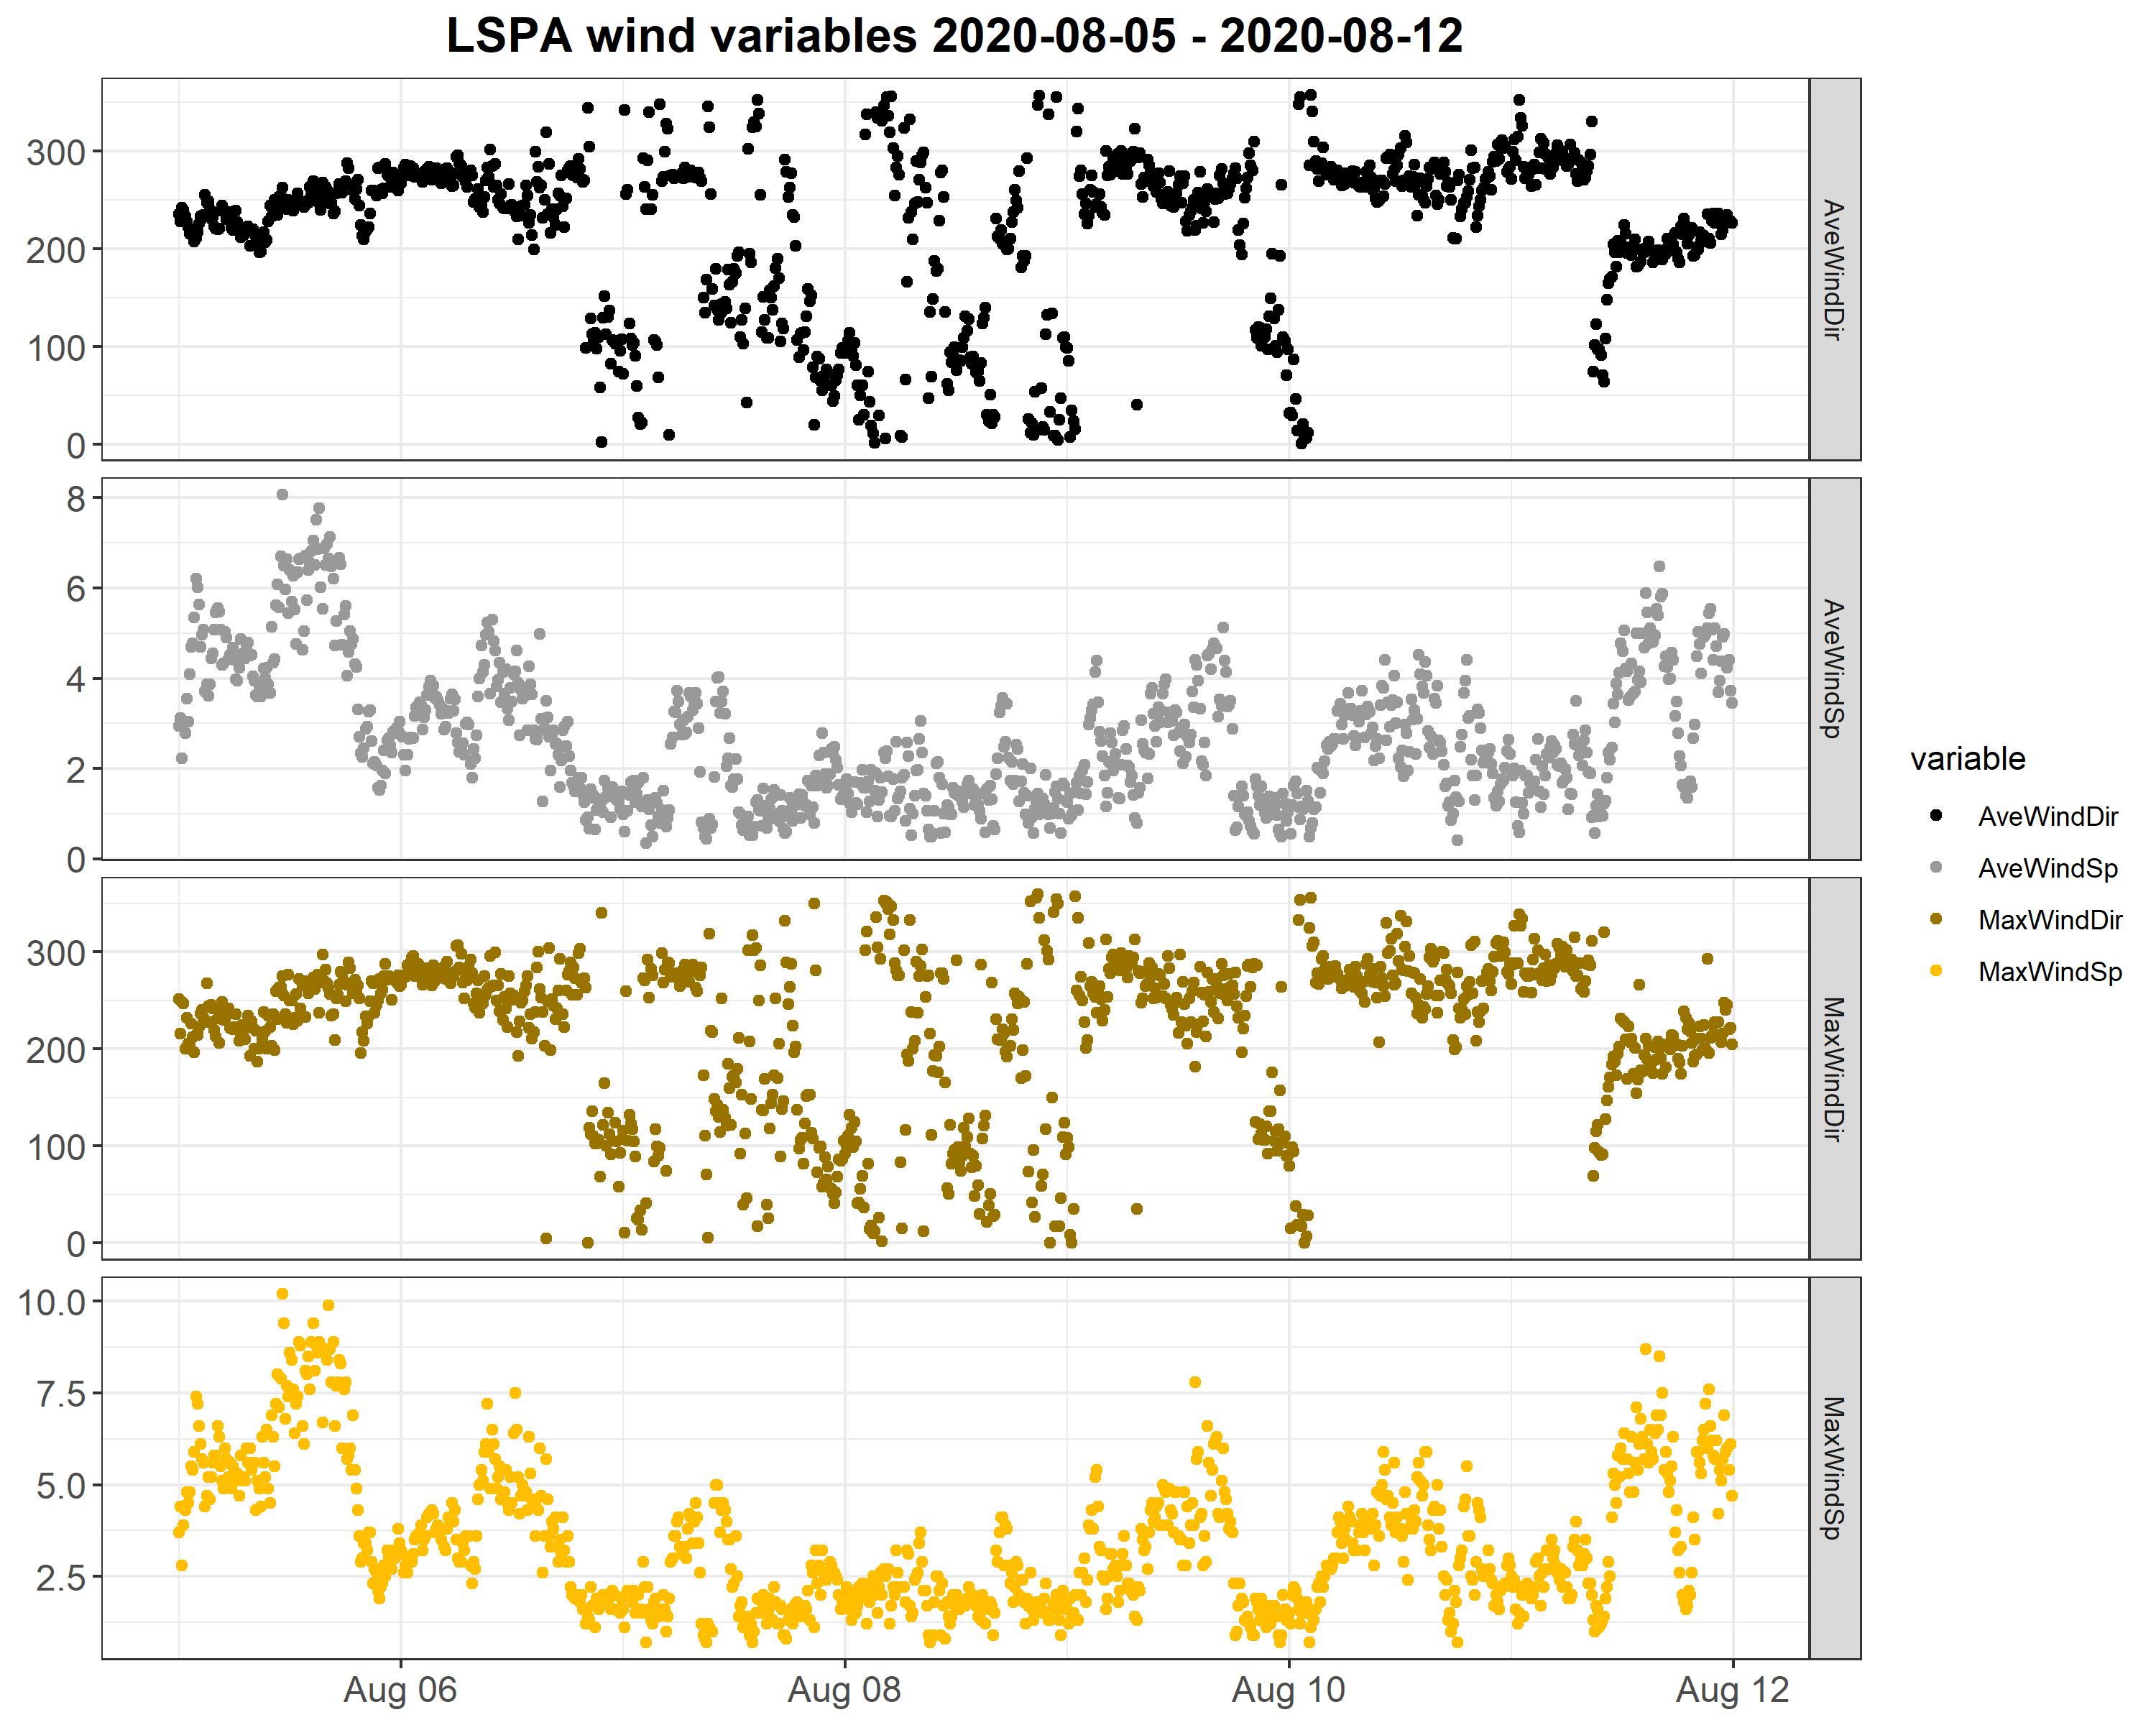 LSPA wind variables 2020-08-05 - 2020-08-12
300
200
100
0
AveWindDir
8
6
4
2
0
AveWindSp
300
200
100
0
MaxWindDir
10.0
7.5
5.0
2.5
MaxWindSp
Aug 06
Aug 08
Aug 10
Aug 12
variable
AveWindDir
AveWindSp
MaxWindDir
MaxWindSp